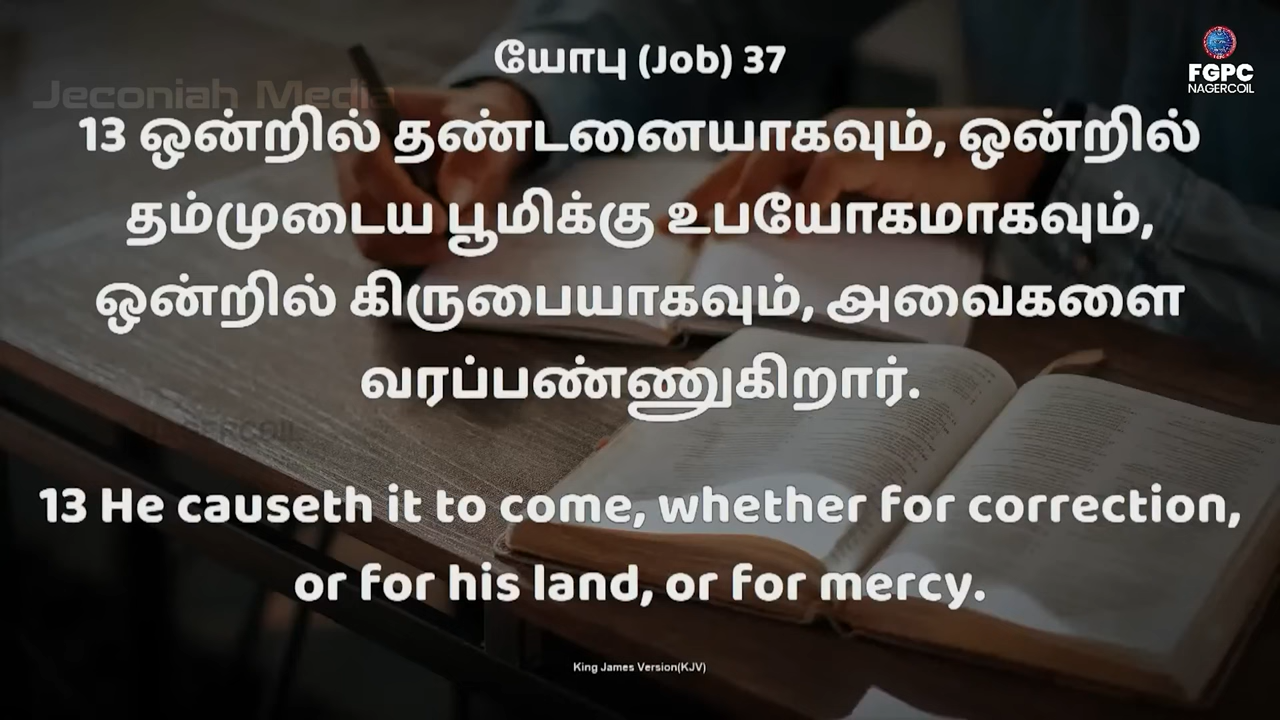 யோபு (Job) 37
FGPC
NAGERCOIL
Jeconiah Media
13 ஒன்றில் தண்டனையாகவும், ஒன்றில்
தம்முடைய பூமிக்கு உபயோகமாகவும்,
ஒன்றில் கிருபையாகவும், அவைகளை
வரப்பண்ணுகிறார்.
NAGERCOIL
13 He causeth it to come, whether for correction,
or for his land, or for mercy.
King James Version(KJV)